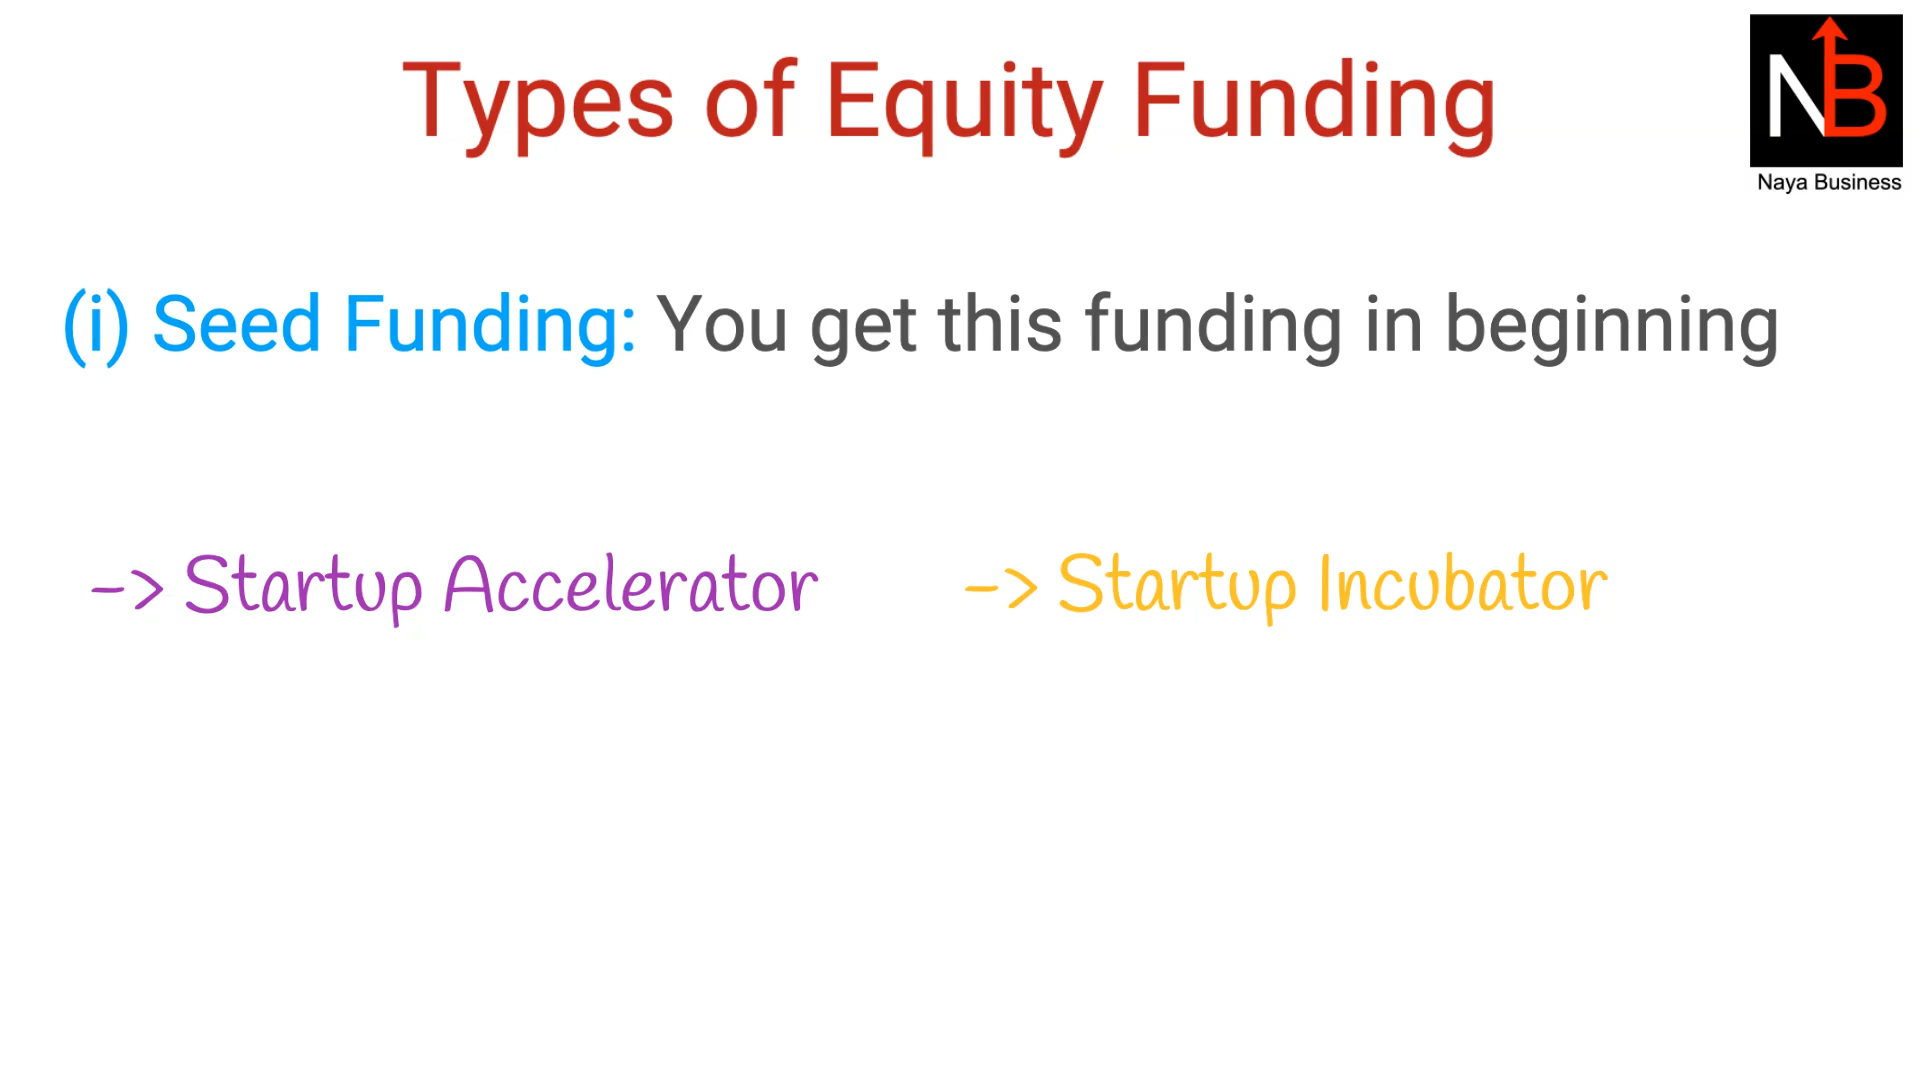 Types of Equity Funding
NB
Naya Business
(i) Seed Funding: You get this funding in beginning
-> Startup Accelerator -> Startup Incubator